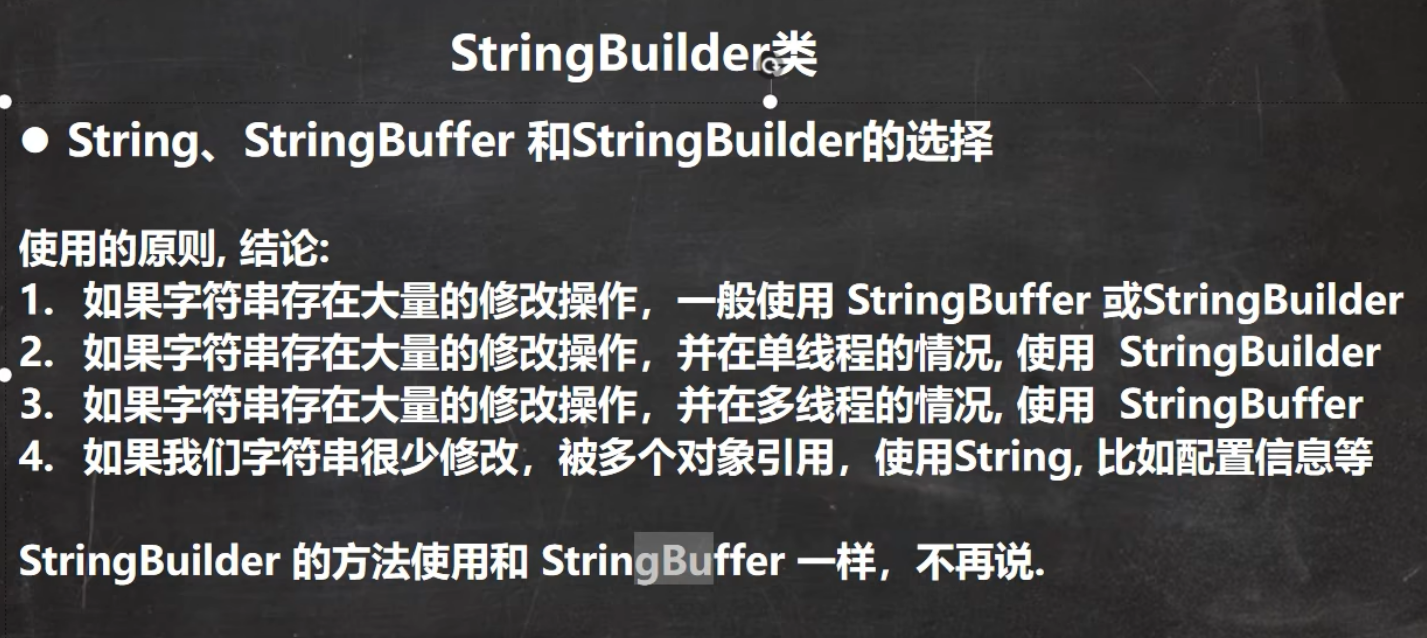 StringBuilder类
● String、StringBuffer 和StringBuilder的选择
使用的原则, 结论:
1. 如果字符串存在大量的修改操作，一般使用 StringBuffer 或StringBuilder
2. 如果字符串存在大量的修改操作，并在单线程的情况, 使用 StringBuilder
3. 如果字符串存在大量的修改操作，并在多线程的情况, 使用 StringBuffer
4. 如果我们字符串很少修改，被多个对象引用，使用String, 比如配置信息等
StringBuilder 的方法使用和 StringBuffer 一样，不再说.